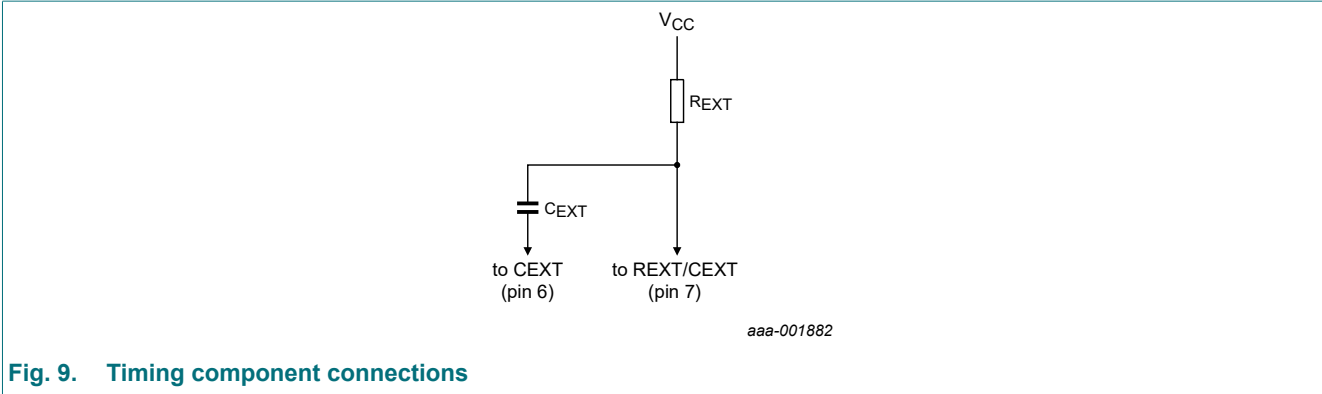 VCC
REXT
CEXT
to CEXT
(pin 6)
to REXT/CEXT
(pin 7)
aaa-001882
Fig. 9. Timing component connections